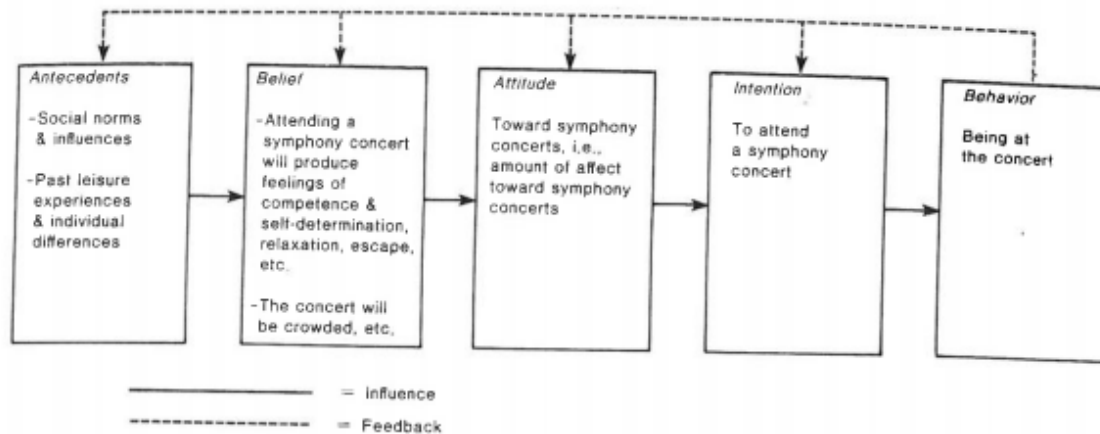 Antecedents
-Social norms
& influences
-Past leisure
experiences
& individual
differences
Belief
-Attending a
symphony concert
will produce
feelings of
competence &
self-determination,
relaxation, escape,
etc.
-The concert will
be crowded, etc.
Attitude
Toward symphony
concerts, i.e.,
amount of affect
toward symphony
concerts
Intention
To attend
a symphony
concert
Behavior
Being at
the concert
= influence
= Feedback